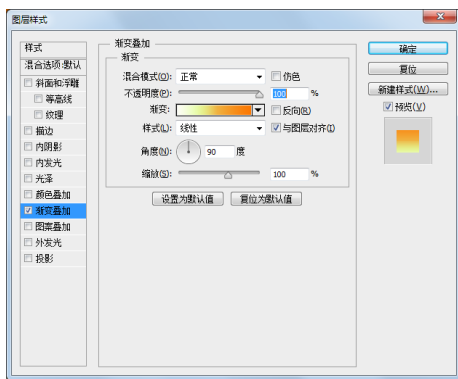 图层样式
样式
混合选项:默认
斜面和浮雕
等高线
纹理
描边
内阴影
内发光
光泽
颜色叠加
渐变叠加
图案叠加
外发光
投影
渐变叠加
渐变
混合模式(O): 正常 仿色
不透明度(P): 100 %
渐变: 反向(R)
样式(L): 线性 与图层对齐(I)
角度(N): 90 度
缩放(S): 100 %
设置为默认值 复位为默认值
确定
复位
新建样式(W)...
预览(V)